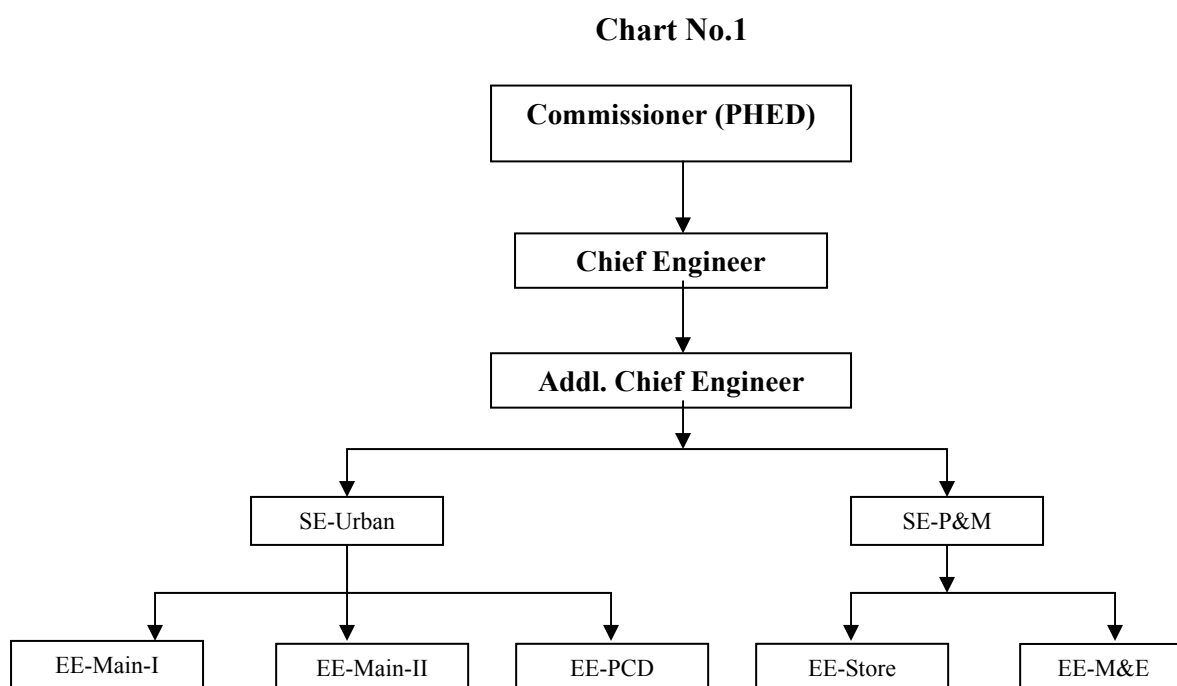 Chart No.1
Commissioner (PHED)
Chief Engineer
Addl. Chief Engineer
SE-Urban
SE-P&M
EE-Main-I
EE-Main-II
EE-PCD
EE-Store
EE-M&E